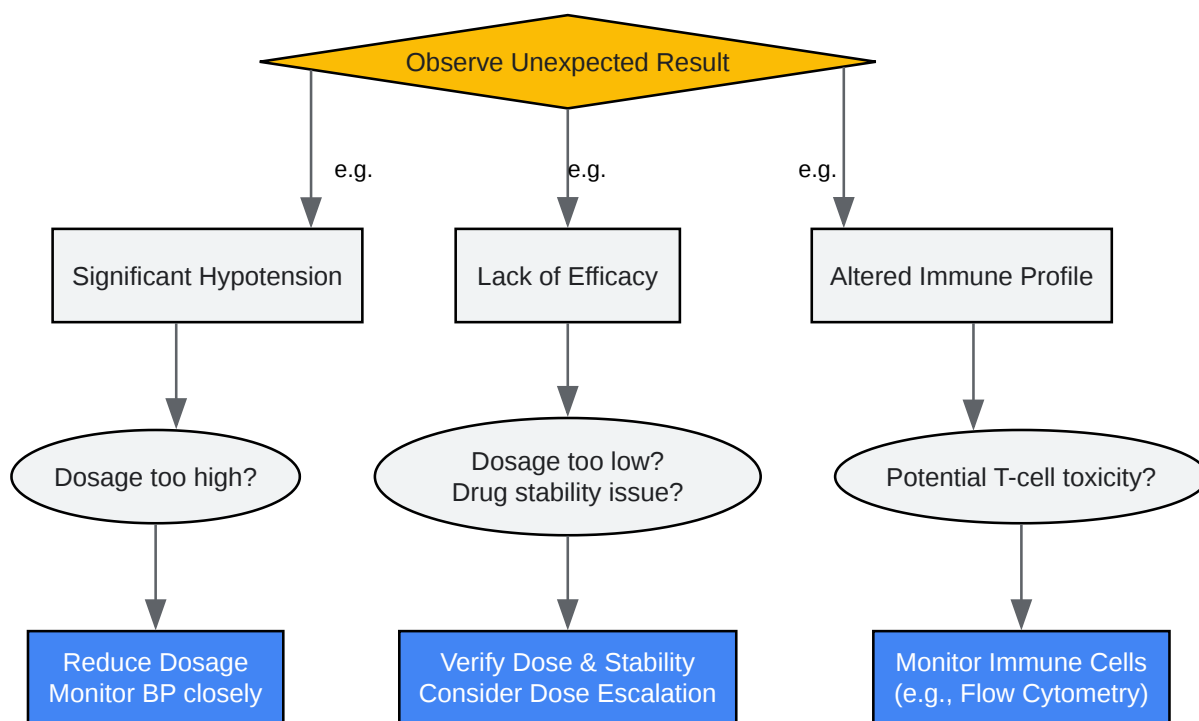 Observe Unexpected Result
e.g.
e.g.
e.g.
Significant Hypotension
Lack of Efficacy
Altered Immune Profile
Dosage too high?
Dosage too low?
Drug stability issue?
Potential T-cell toxicity?
Reduce Dosage
Monitor BP closely
Verify Dose & Stability
Consider Dose Escalation
Monitor Immune Cells
(e.g., Flow Cytometry)